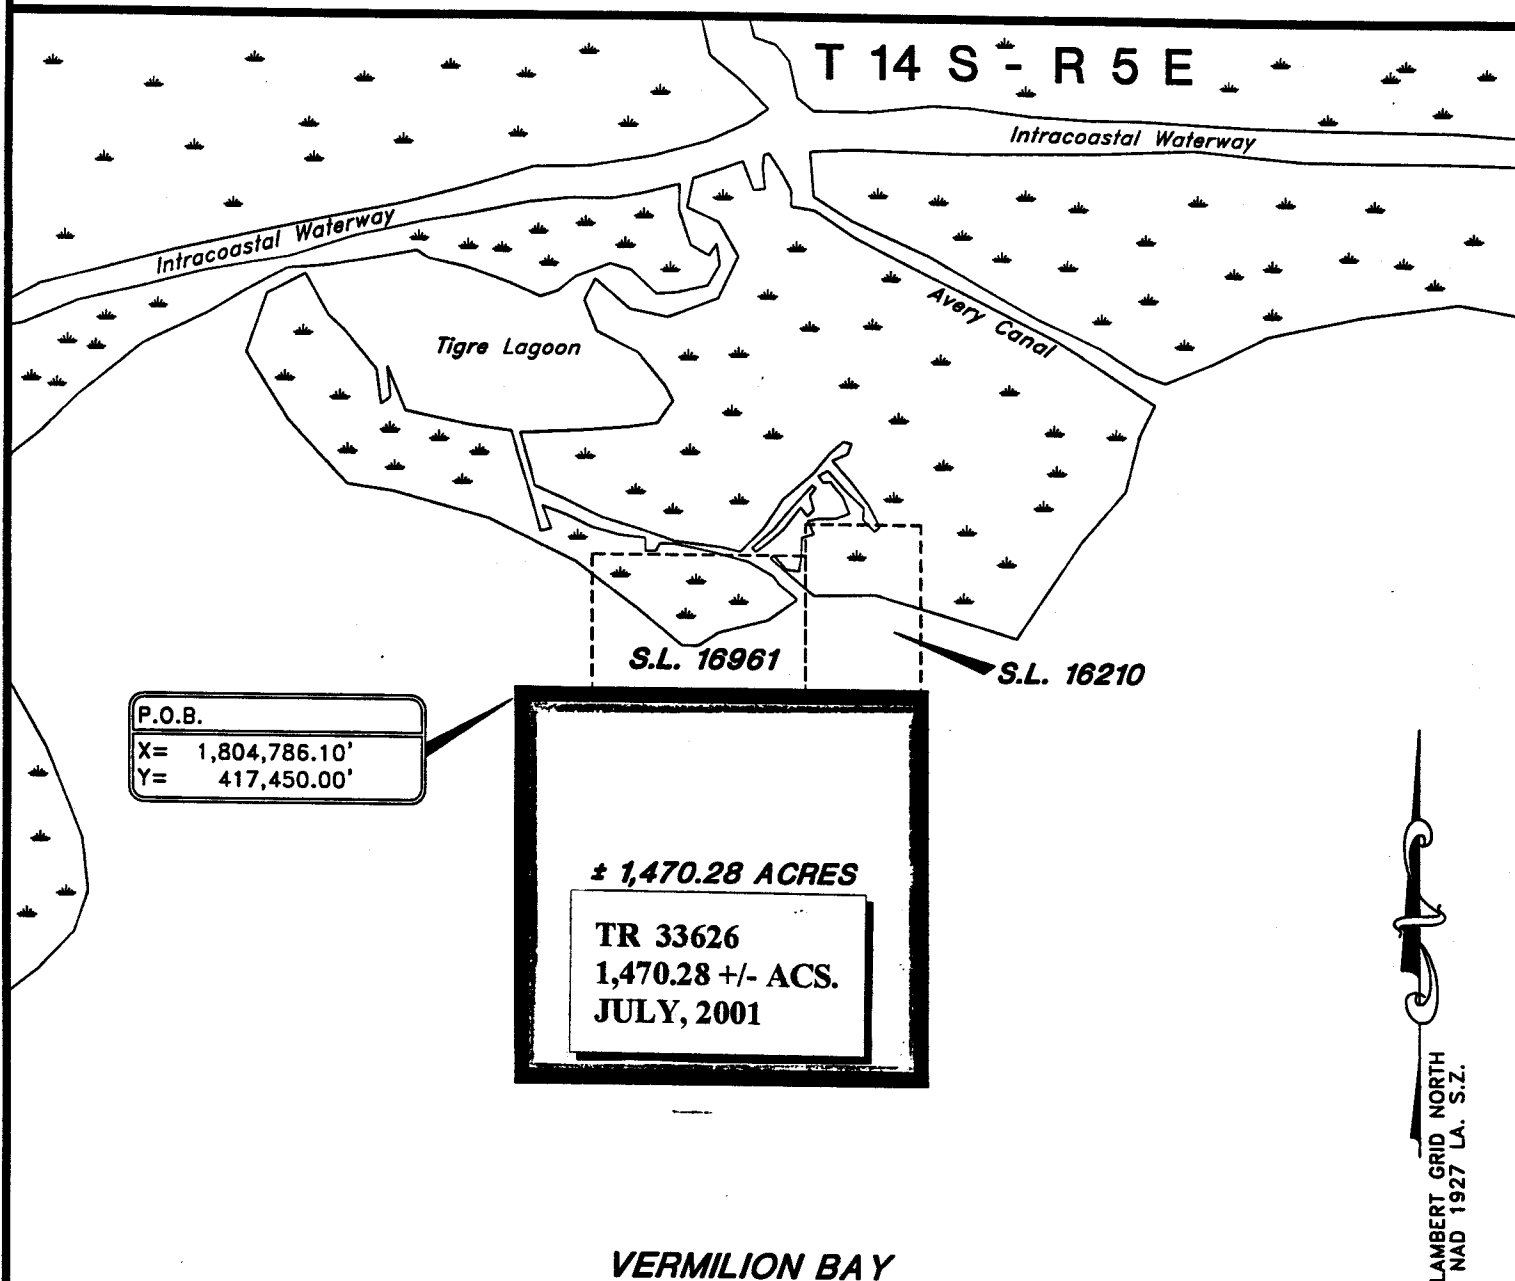 T 14 S - R 5 E
Intracoastal Waterway
Intracoastal Waterway
Avery Canal
Tigre Lagoon
S.L. 16961
S.L. 16210
P.O.B.
X= 1,804,786.10'
Y= 417,450.00'
± 1,470.28 ACRES
TR 33626
1,470.28 +/- ACS.
JULY, 2001
LAMBERT GRID NORTH
NAD 1927 LA. S.Z.
VERMILION BAY